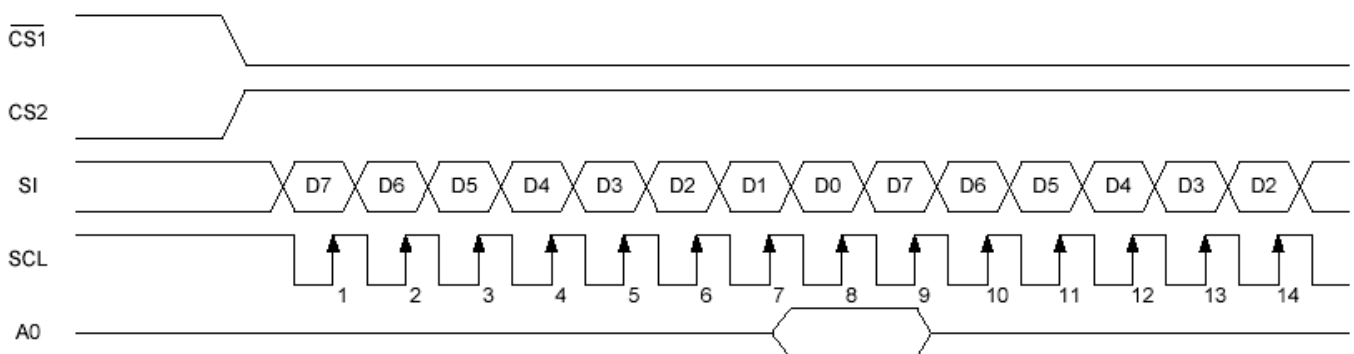 CS1
CS2
SI D7 D6 D5 D4 D3 D2 D1 D0 D7 D6 D5 D4 D3 D2
SCL
1 2 3 4 5 6 7 8 9 10 11 12 13 14
A0